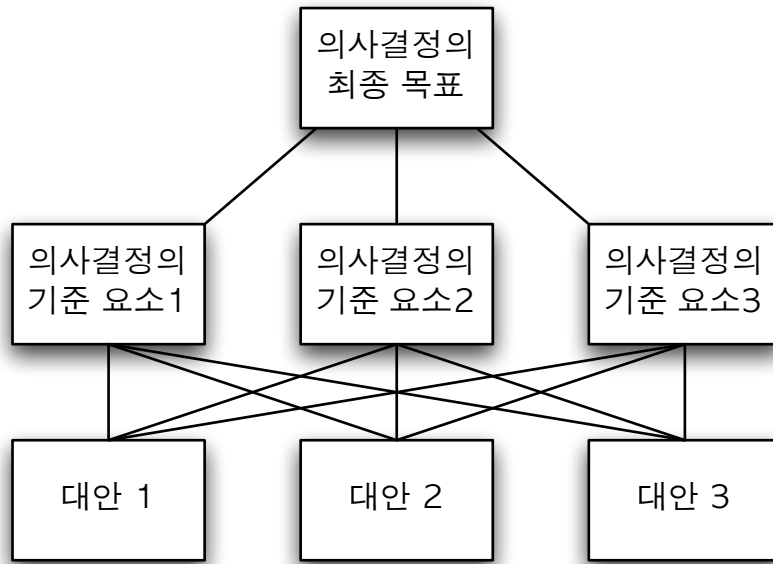 의사결정의
최종 목표
의사결정의
기준 요소1
의사결정의
기준 요소2
의사결정의
기준 요소3
대안 1
대안 2
대안 3